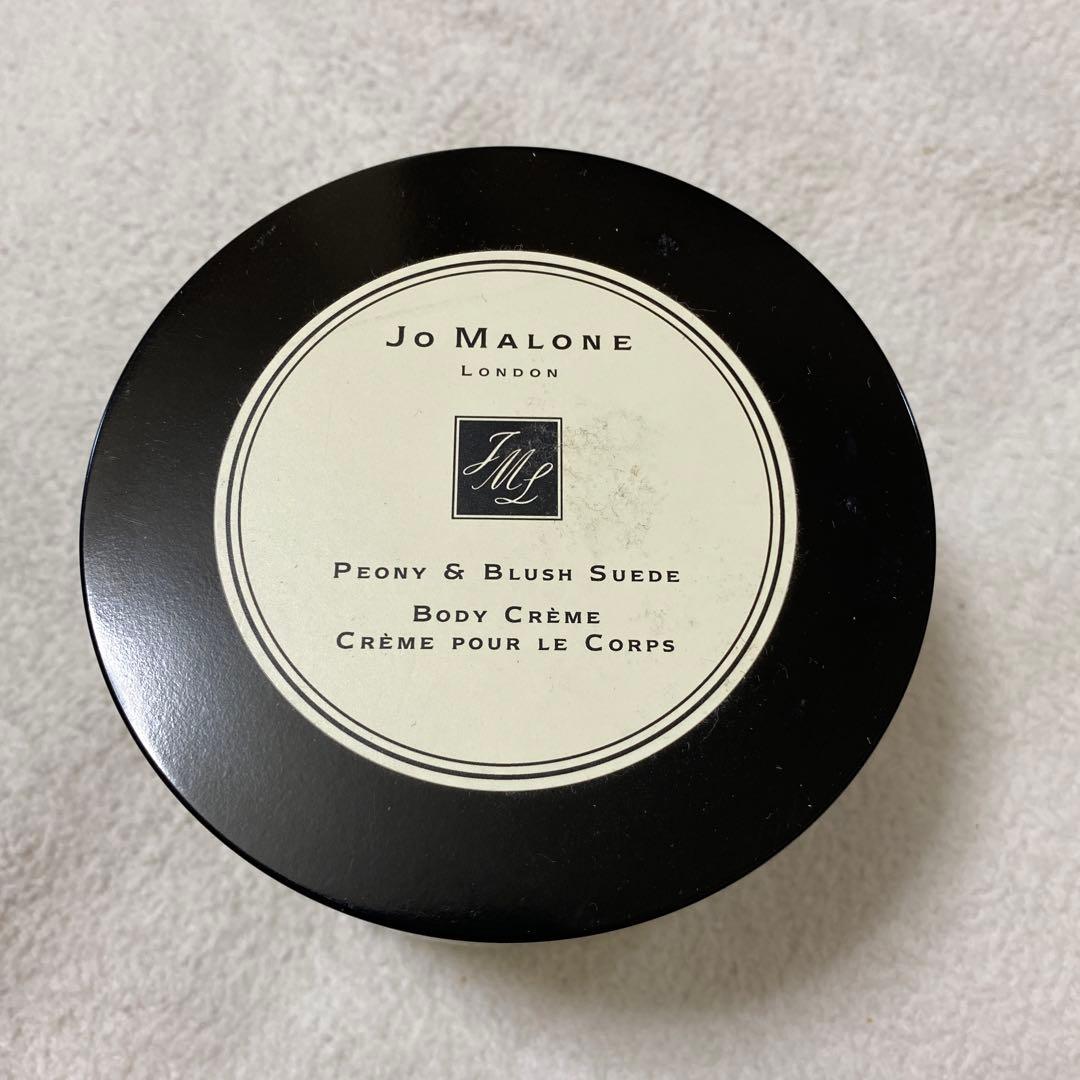 JO MALONE
LONDON
JML
PEONY & BLUSH SUEDE
BODY CRÈME
CRÈME POUR LE CORPS